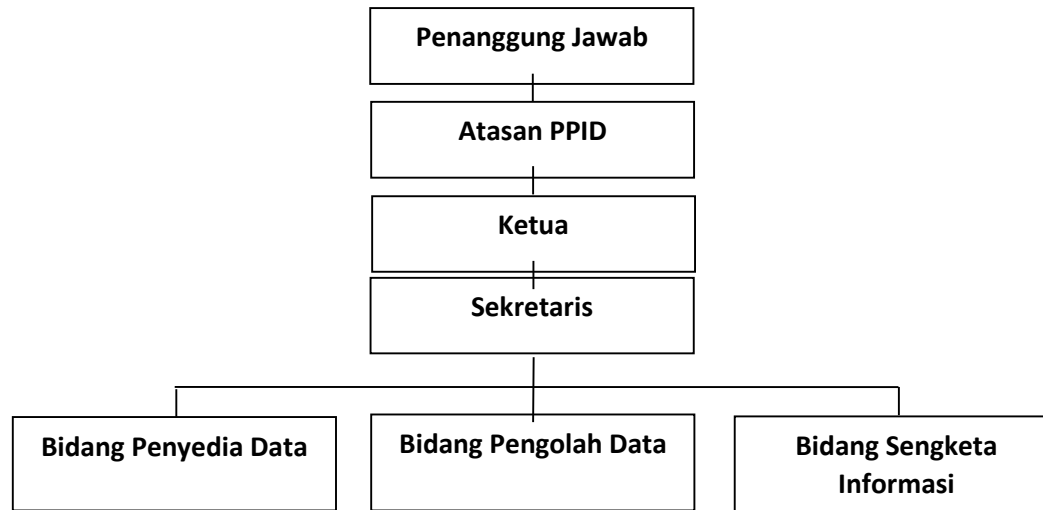 Penanggung Jawab
Atasan PPID
Ketua
Sekretaris
Bidang Penyedia Data
Bidang Pengolah Data
Bidang Sengketa
Informasi